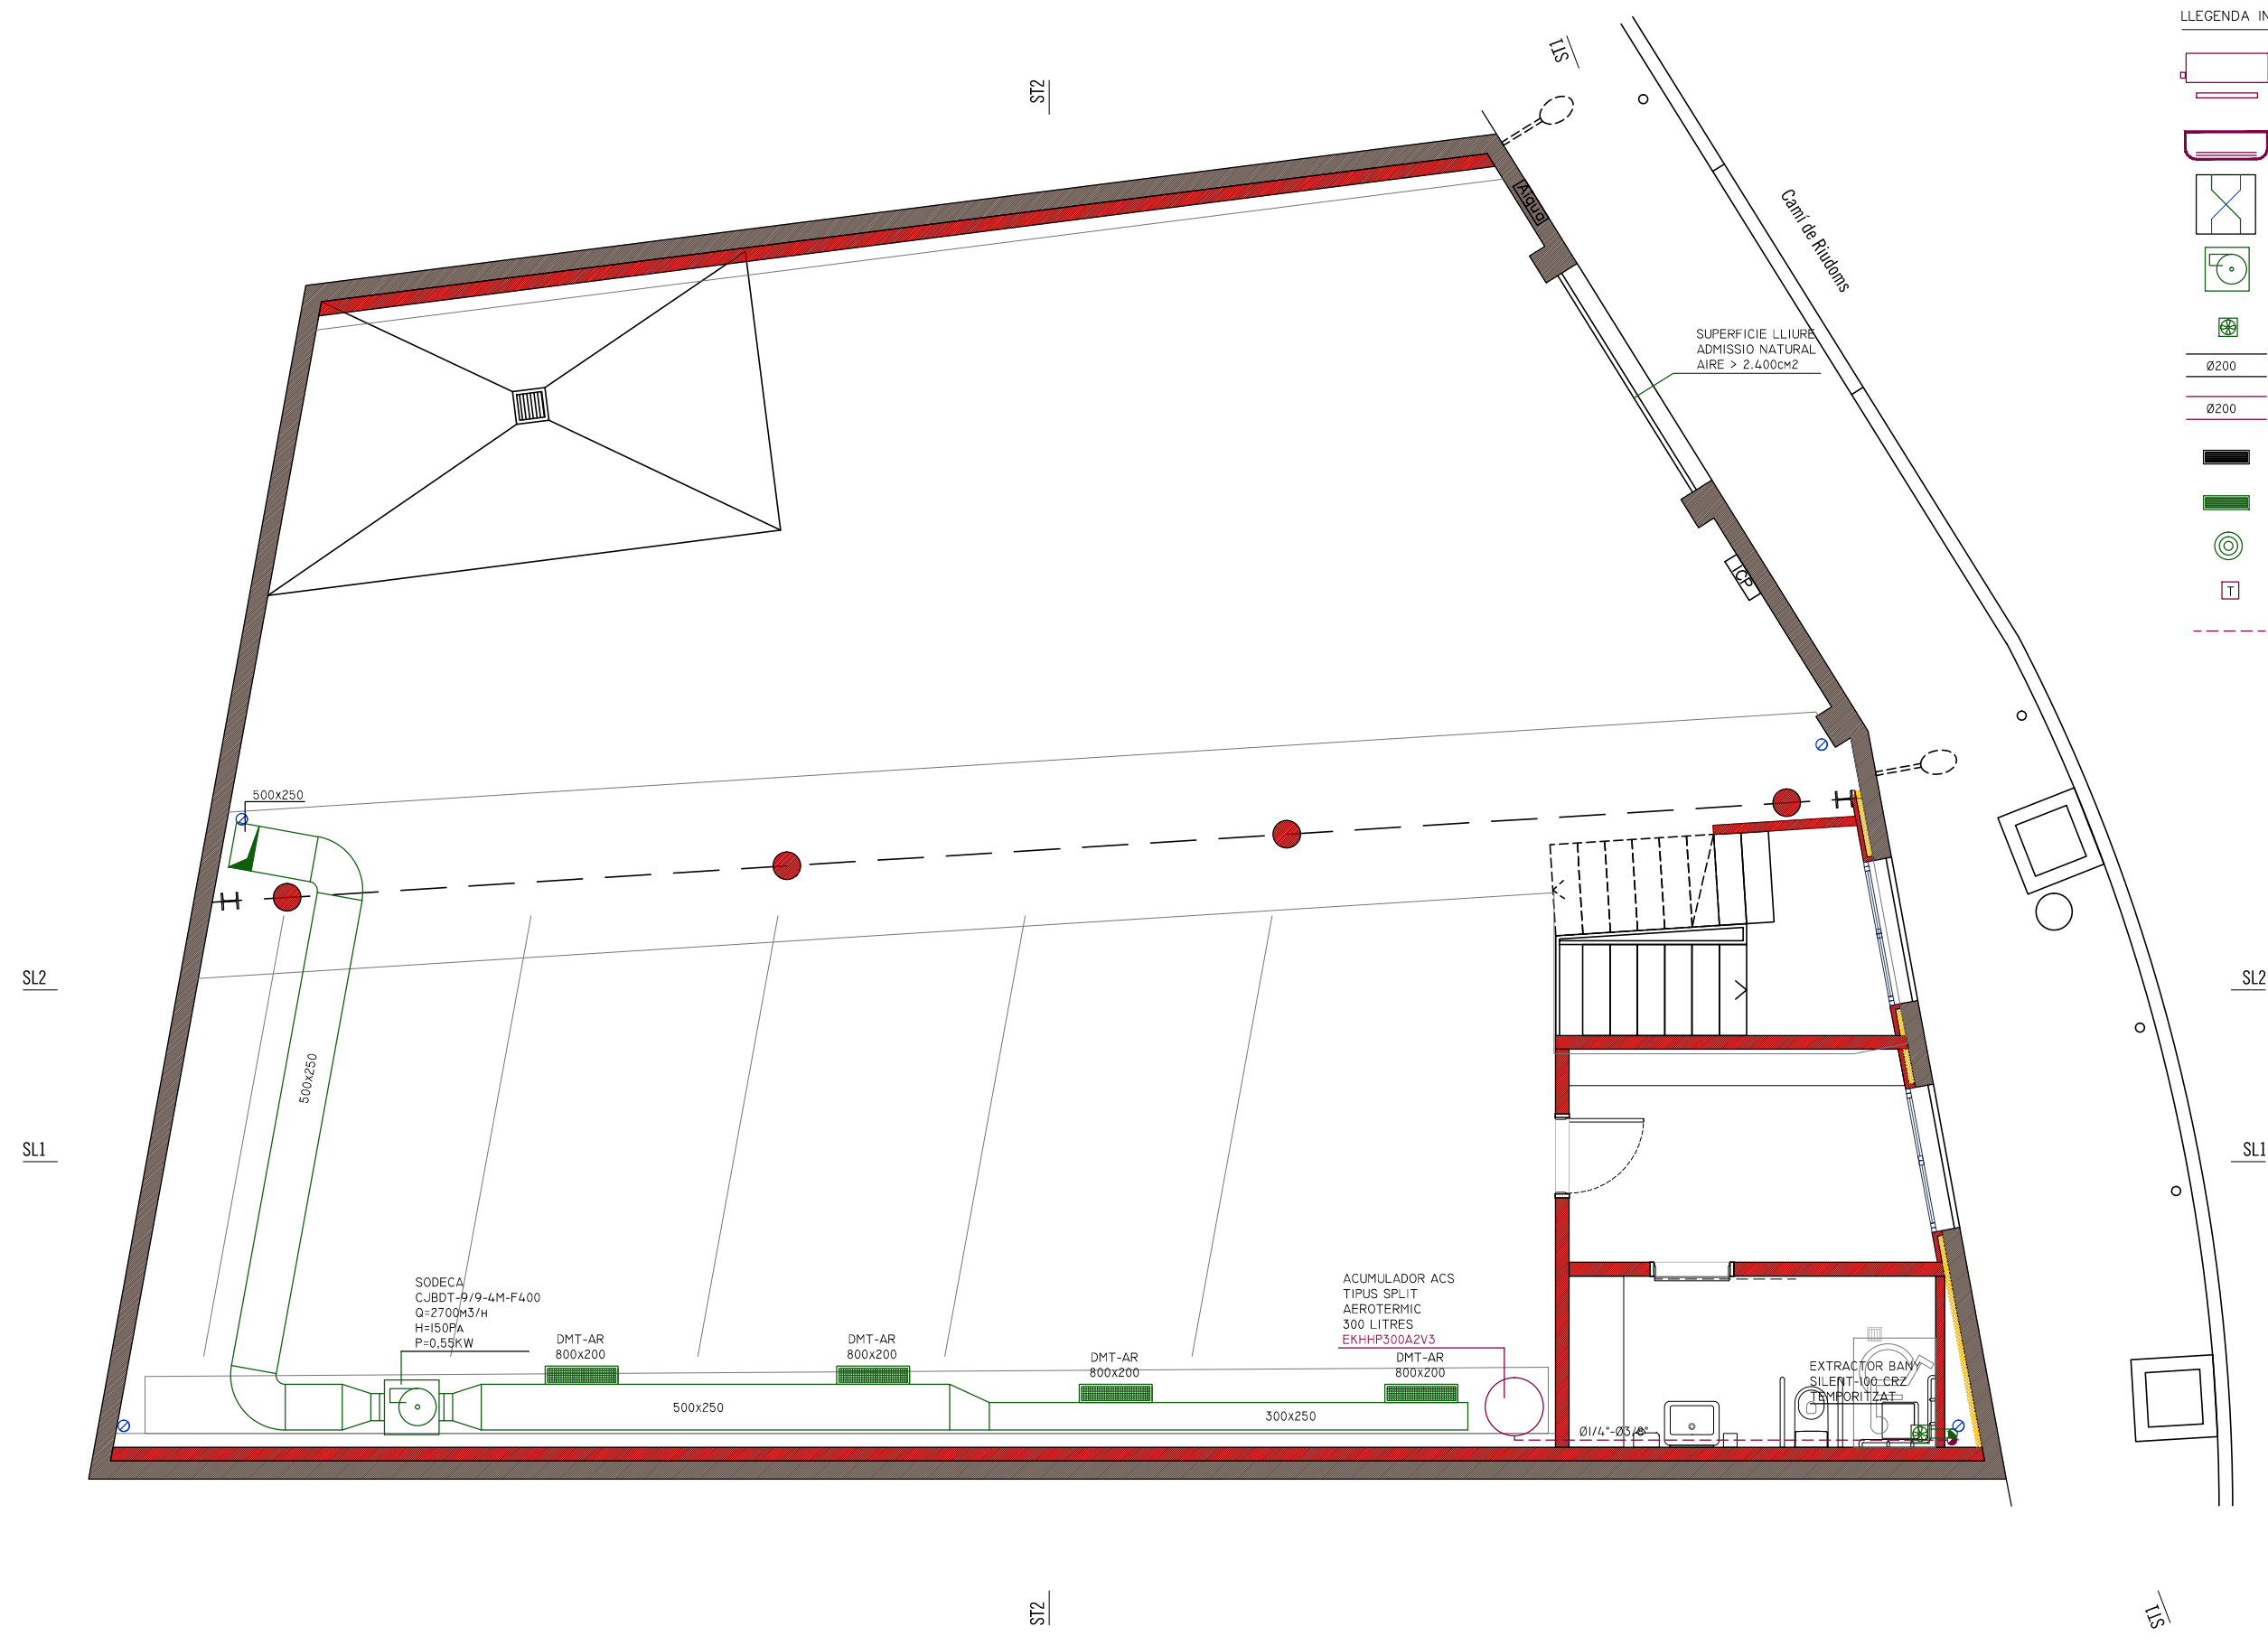 LLEGENDA IN
ST1
ST2
Aigua
Camí de Riudoms
SUPERFICIE LLIURE
ADMISSIO NATURAL
AIRE > 2.400cm2
Ø200
Ø200
ICP
T
500x250
SL2
SL2
500x250
SL1
SL1
SODECA
CJBDT-9/9-4M-F400
Q=2700m3/h
H=150Pa
P=0,55KW
DMT-AR
800x200
DMT-AR
800x200
DMT-AR
800x200
DMT-AR
800x200
ACUMULADOR ACS
TIPUS SPLIT
AEROTERMIC
300 LITRES
EKHHP300A2V3
EXTRACTOR BANY
SILENT-100 CRZ
TEMPORITZAT
500x250
300x250
Ø1/4"-Ø3/8"
ST2
ST1